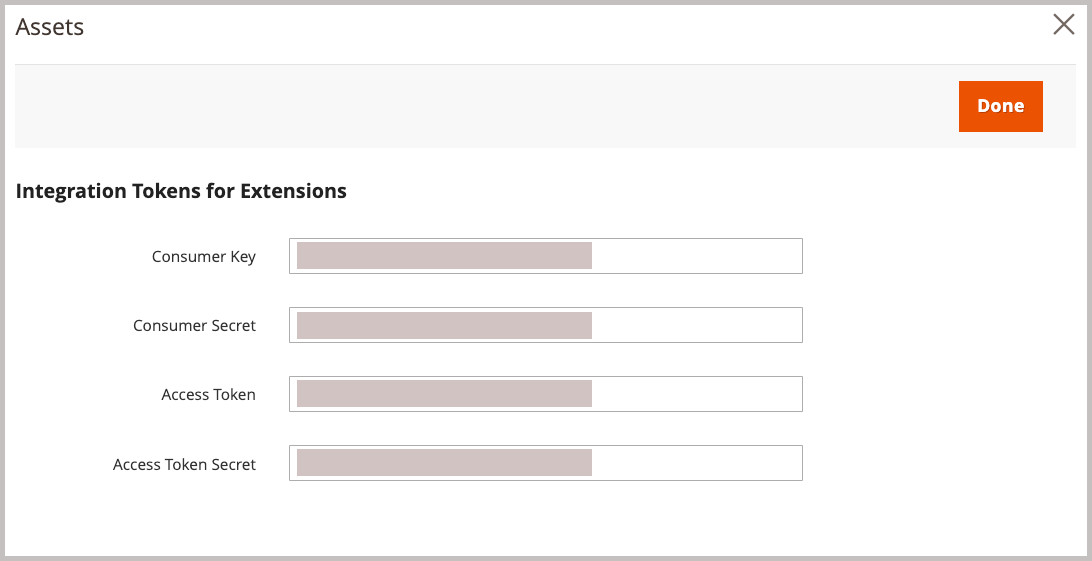 Assets
Done
Integration Tokens for Extensions
Consumer Key
Consumer Secret
Access Token
Access Token Secret